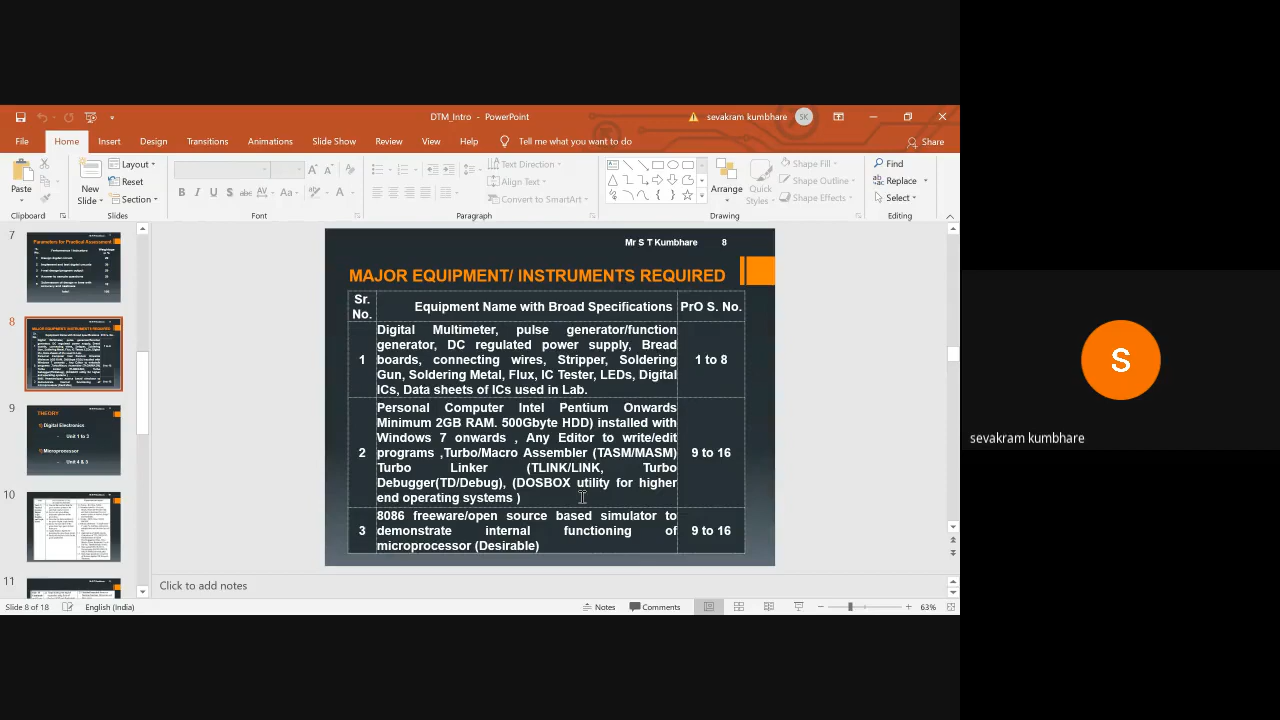 DTM_Intro - PowerPoint
sevakram kumbhare SK
File Home Insert Design Transitions Animations Slide Show Review View Help Tell me what you want to do Share
Paste
Clipboard
New
Slide
Layout
Reset
Section
Slides
Font
Text Direction
Align Text
Convert to SmartArt
Paragraph
Arrange
Quick
Styles
Shape Fill
Shape Outline
Shape Effects
Drawing
Find
Replace
Select
Editing
7
Parameters for Practical Assessment
8
MAJOR EQUIPMENT/ INSTRUMENTS REQUIRED
9
THEORY
Digital Electronics
– Unit 1 to 3
Microprocessor
– Unit 4 & 5
10
11
Mr S T Kumbhare 8
MAJOR EQUIPMENT/ INSTRUMENTS REQUIRED
Sr. No. Equipment Name with Broad Specifications PrO S. No.
1
Digital Multimeter, pulse generator/function
generator, DC regulated power supply, Bread
boards, connecting wires, Stripper, Soldering
Gun, Soldering Metal, Flux, IC Tester, LEDs, Digital
ICs, Data sheets of ICs used in Lab.
1 to 8
2
Personal Computer Intel Pentium Onwards
Minimum 2GB RAM. 500Gbyte HDD) installed with
Windows 7 onwards , Any Editor to write/edit
programs ,Turbo/Macro Assembler (TASM/MASM)
Turbo Linker (TLINK/LINK, Turbo
Debugger(TD/Debug), (DOSBOX utility for higher
end operating systems )
9 to 16
3
8086 freeware/open source based simulator to
demonstrate internal functioning of
microprocessor (Desirable)
9 to 16
Click to add notes
Slide 8 of 18 English (India) Notes Comments 63%
S
sevakram kumbhare